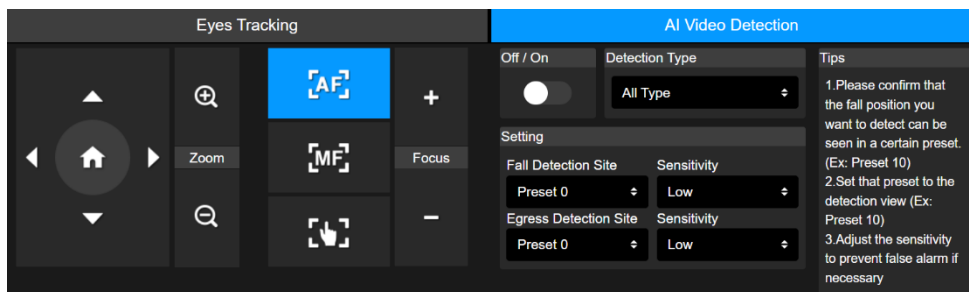 Eyes Tracking
AI Video Detection
AF
MF
Zoom
Focus
Off / On
Detection Type
All Type
Setting
Fall Detection Site
Sensitivity
Preset 0
Low
Egress Detection Site
Sensitivity
Preset 0
Low
Tips
1.Please confirm that
the fall position you
want to detect can be
seen in a certain preset.
(Ex: Preset 10)
2.Set that preset to the
detection view (Ex:
Preset 10)
3.Adjust the sensitivity
to prevent false alarm if
necessary